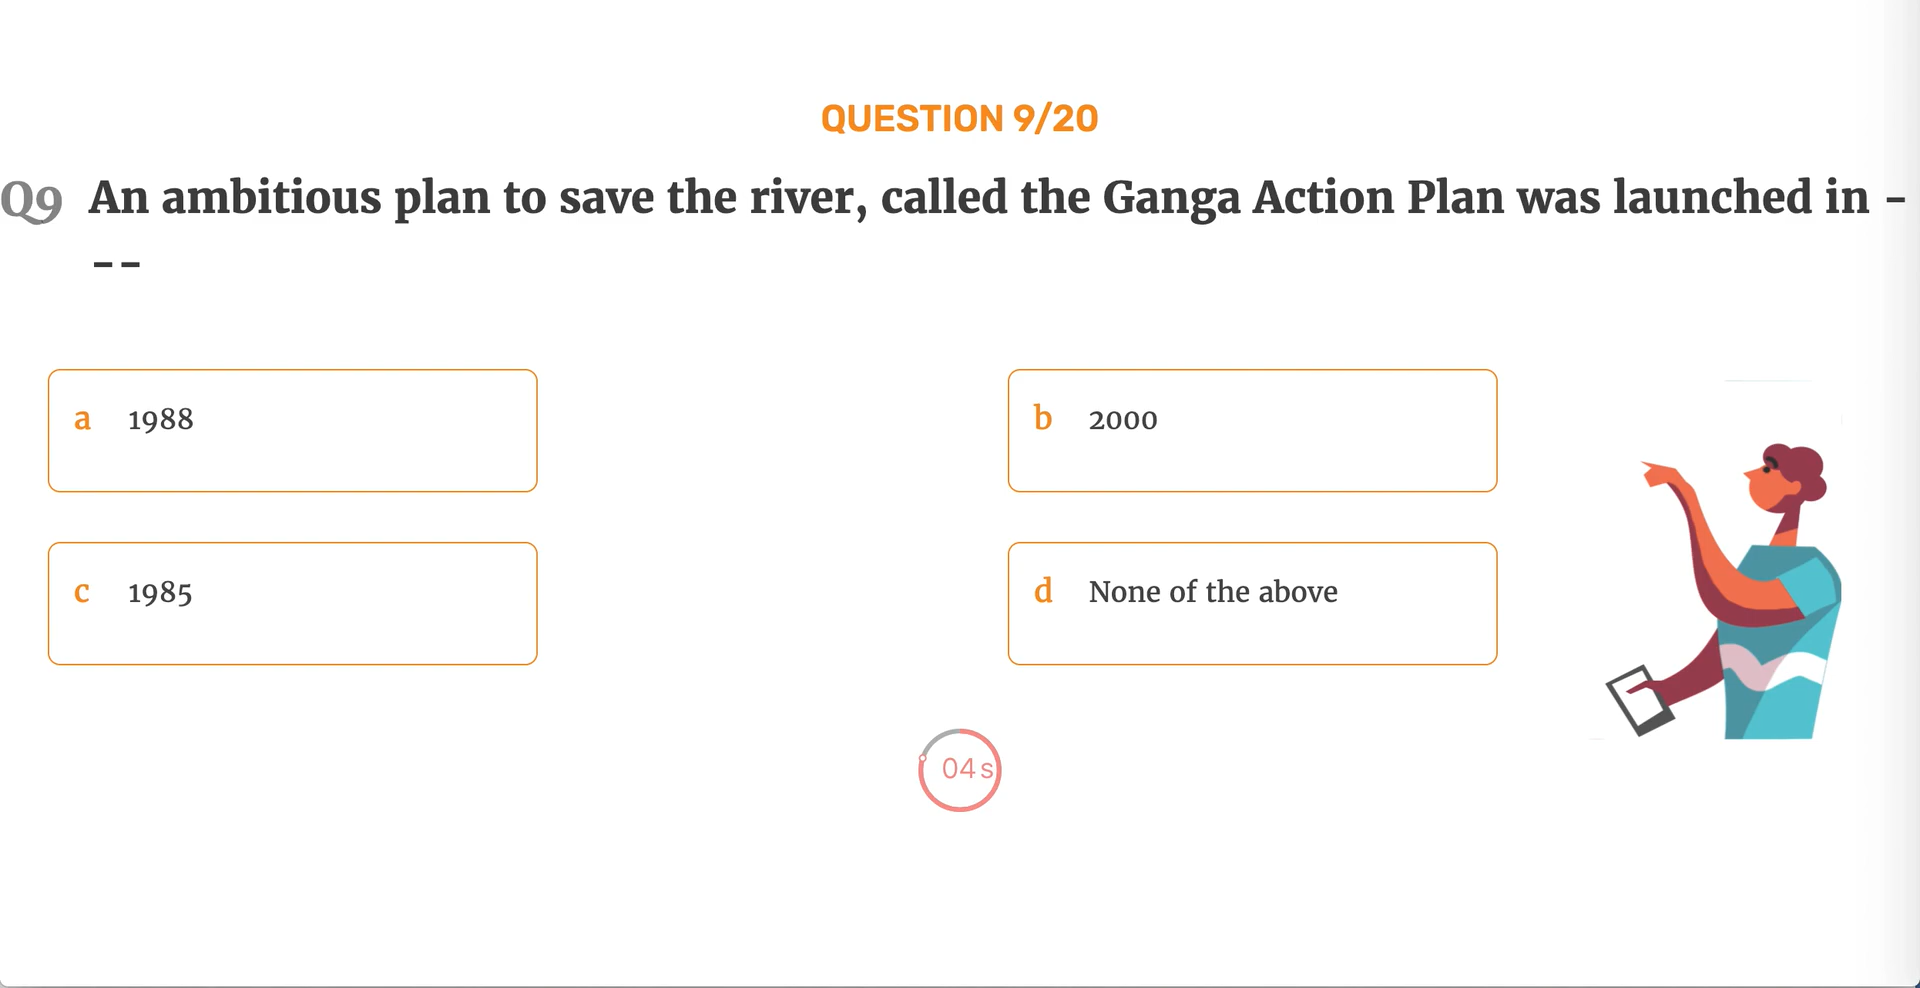 QUESTION 9/20
Q9 An ambitious plan to save the river, called the Ganga Action Plan was launched in -
--
a 1988
b 2000
c 1985
d None of the above
04 s